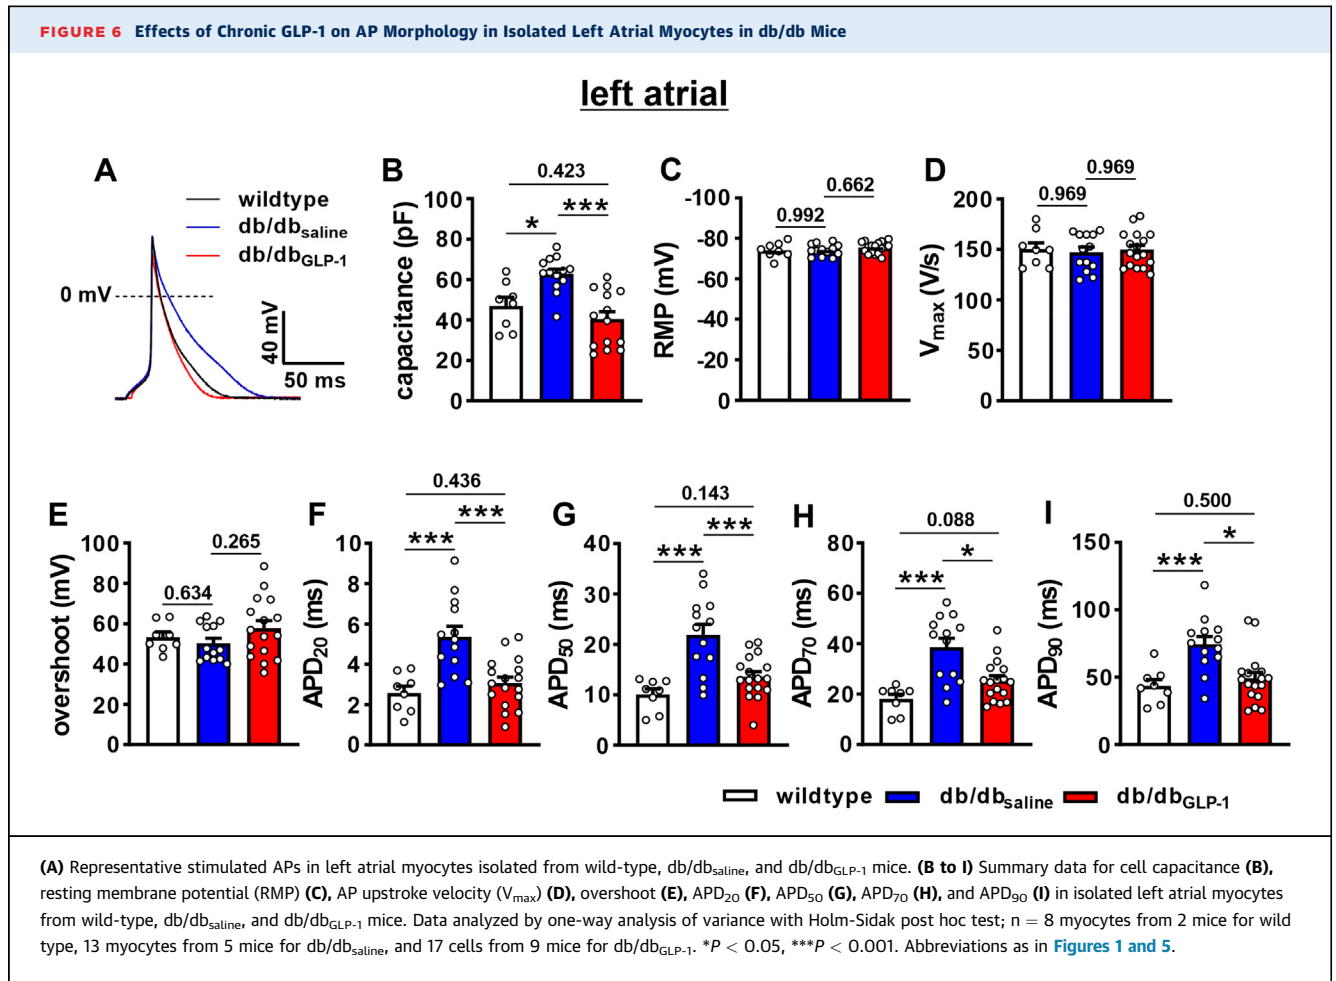 FIGURE 6 Effects of Chronic GLP-1 on AP Morphology in Isolated Left Atrial Myocytes in db/db Mice
left atrial
A
wildtype
db/dbsaline
db/dbGLP-1
0 mV
40 mV
50 ms
B
0.423
*
***
capacitance (pF)
100
80
60
40
20
0
C
0.662
0.992
RMP (mV)
-100
-80
-60
-40
-20
0
D
0.969
0.969
Vmax (V/s)
200
150
100
50
0
E
0.265
0.634
overshoot (mV)
100
80
60
40
20
0
F
0.436
***
***
APD20 (ms)
10
8
6
4
2
0
G
0.143
***
***
APD50 (ms)
40
30
20
10
0
H
0.088
***
*
APD70 (ms)
80
60
40
20
0
I
0.500
***
*
APD90 (ms)
150
100
50
0
wildtype db/dbsaline db/dbGLP-1
(A) Representative stimulated APs in left atrial myocytes isolated from wild-type, db/dbsaline, and db/dbGLP-1 mice. (B to I) Summary data for cell capacitance (B),
resting membrane potential (RMP) (C), AP upstroke velocity (Vmax) (D), overshoot (E), APD20 (F), APD50 (G), APD70 (H), and APD90 (I) in isolated left atrial myocytes
from wild-type, db/dbsaline, and db/dbGLP-1 mice. Data analyzed by one-way analysis of variance with Holm-Sidak post hoc test; n = 8 myocytes from 2 mice for wild
type, 13 myocytes from 5 mice for db/dbsaline, and 17 cells from 9 mice for db/dbGLP-1. *P < 0.05, ***P < 0.001. Abbreviations as in Figures 1 and 5.